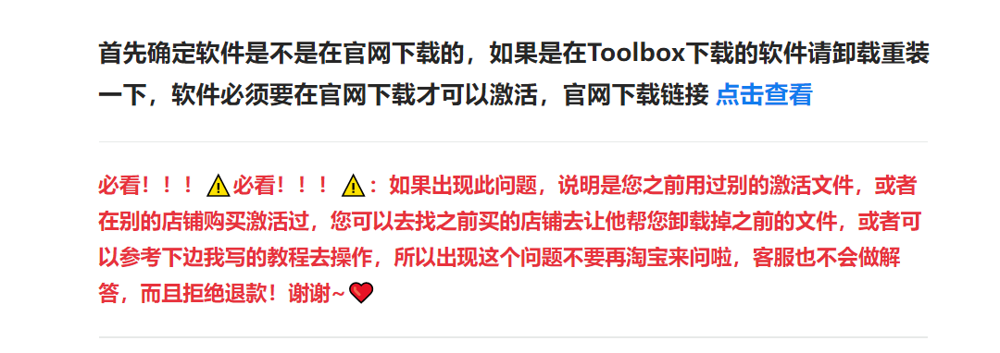 首先确定软件是不是在官网下载的，如果是在Toolbox下载的软件请卸载重装
一下，软件必须要在官网下载才可以激活，官网下载链接 点击查看
必看！！！⚠️必看！！！⚠️：如果出现此问题，说明是您之前用过别的激活文件，或者
在别的店铺购买激活过，您可以去找之前买的店铺去让他帮您卸载掉之前的文件，或者可
以参考下边我写的教程去操作，所以出现这个问题不要再淘宝来问啦，客服也不会做解
答，而且拒绝退款！谢谢~❤️